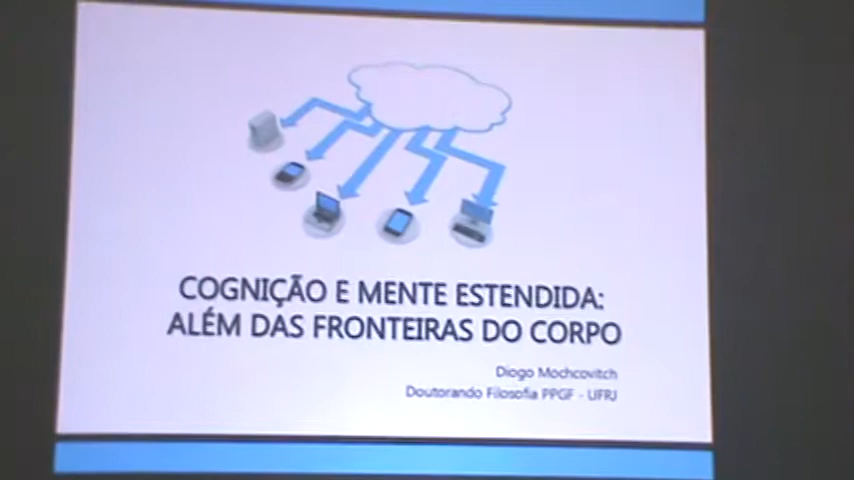 COGNIÇÃO E MENTE ESTENDIDA:
ALÉM DAS FRONTEIRAS DO CORPO
Diogo Mochcovitch
Doutorando Filosofia PPGF - UFRJ